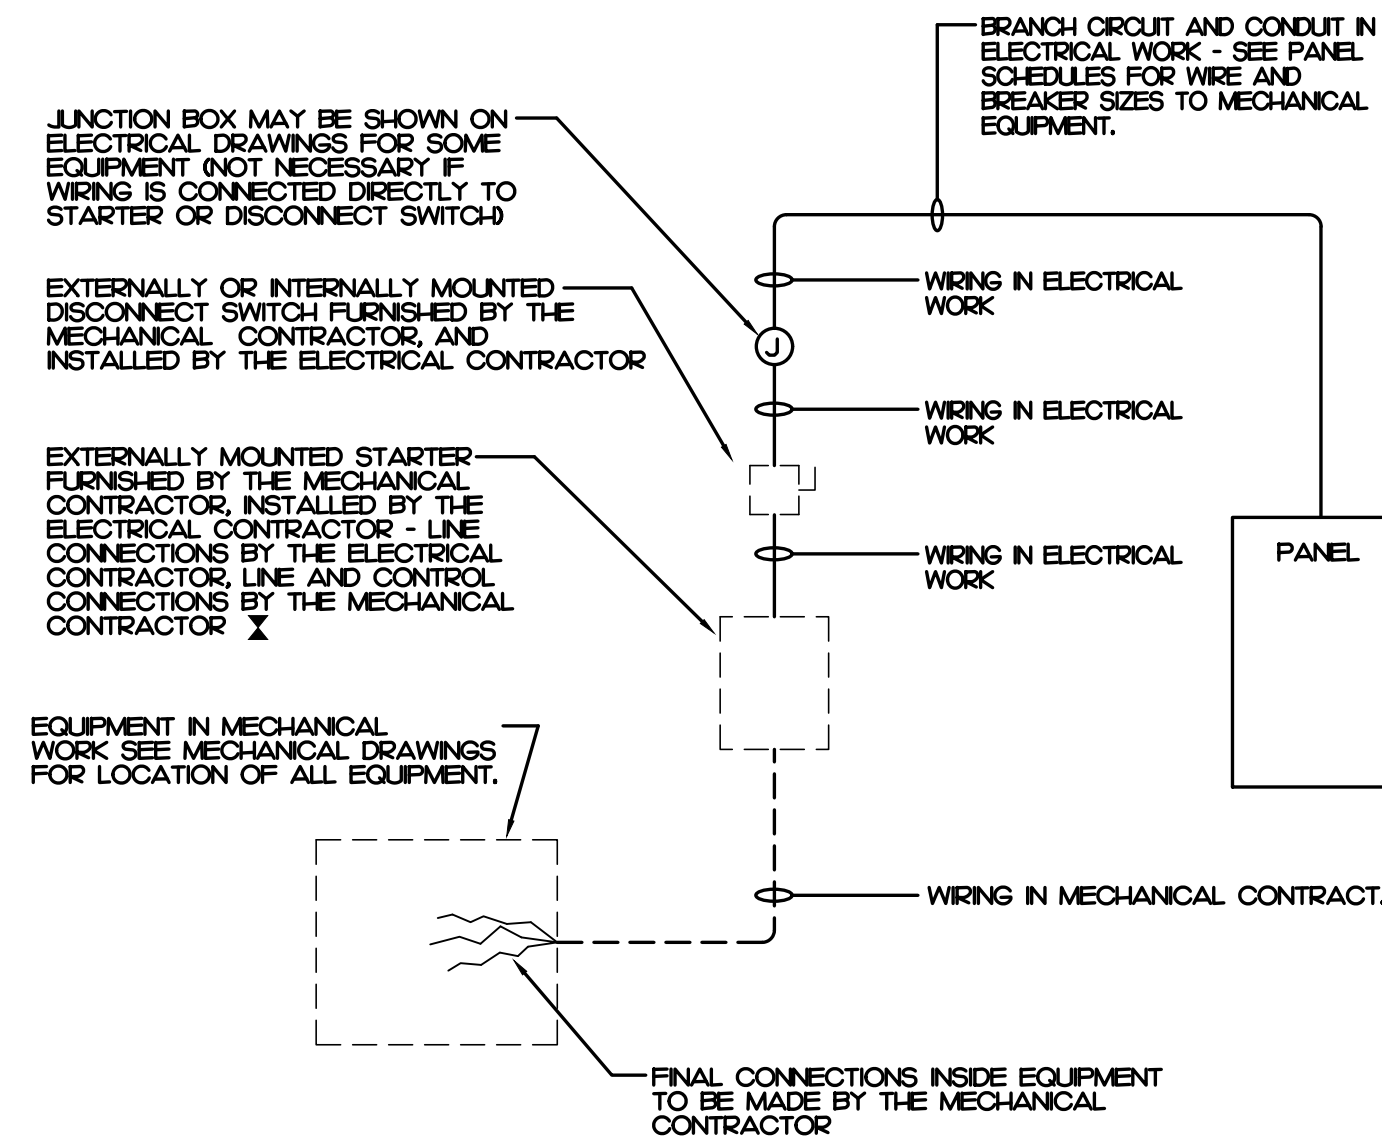 BRANCH CIRCUIT AND CONDUIT IN
ELECTRICAL WORK - SEE PANEL
SCHEDULES FOR WIRE AND
BREAKER SIZES TO MECHANICAL
EQUIPMENT.
JUNCTION BOX MAY BE SHOWN ON
ELECTRICAL DRAWINGS FOR SOME
EQUIPMENT (NOT NECESSARY IF
WIRING IS CONNECTED DIRECTLY TO
STARTER OR DISCONNECT SWITCH)
WIRING IN ELECTRICAL
WORK
EXTERNALLY OR INTERNALLY MOUNTED
DISCONNECT SWITCH FURNISHED BY THE
MECHANICAL CONTRACTOR, AND
INSTALLED BY THE ELECTRICAL CONTRACTOR
J
WIRING IN ELECTRICAL
WORK
EXTERNALLY MOUNTED STARTER
FURNISHED BY THE MECHANICAL
CONTRACTOR, INSTALLED BY THE
ELECTRICAL CONTRACTOR - LINE
CONNECTIONS BY THE ELECTRICAL
CONTRACTOR, LINE AND CONTROL
CONNECTIONS BY THE MECHANICAL
CONTRACTOR
WIRING IN ELECTRICAL
WORK
PANEL
EQUIPMENT IN MECHANICAL
WORK SEE MECHANICAL DRAWINGS
FOR LOCATION OF ALL EQUIPMENT.
WIRING IN MECHANICAL CONTRACT.
FINAL CONNECTIONS INSIDE EQUIPMENT
TO BE MADE BY THE MECHANICAL
CONTRACTOR